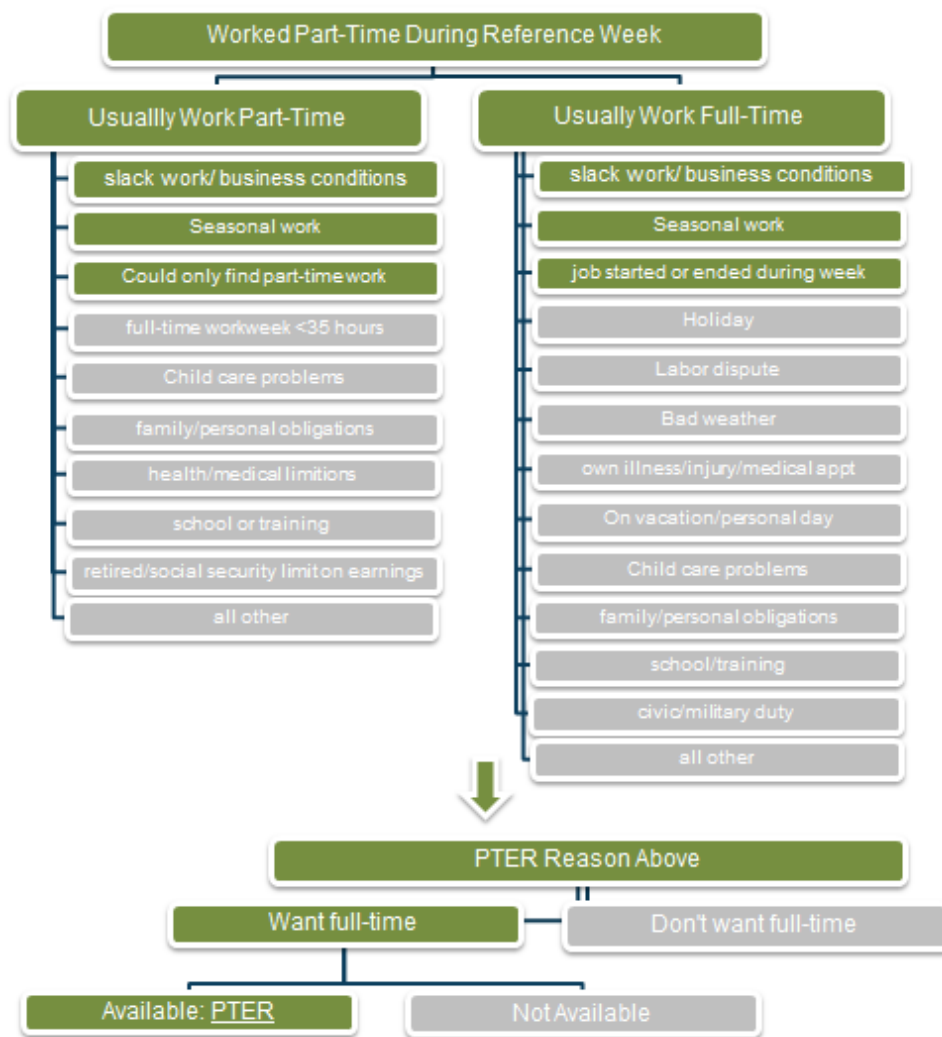 Worked Part-Time During Reference Week
Usuallly Work Part-Time
slack work/ business conditions
Seasonal work
Could only find part-time work
full-time workweek <35 hours
Child care problems
family/personal obligations
health/medical limitions
school or training
retired/social security limit on earnings
all other
Usually Work Full-Time
slack work/ business conditions
Seasonal work
job started or ended during week
Holiday
Labor dispute
Bad weather
own illness/injury/medical appt
On vacation/personal day
Child care problems
family/personal obligations
school/training
civic/military duty
all other
PTER Reason Above
Want full-time
Don't want full-time
Available: PTER
Not Available